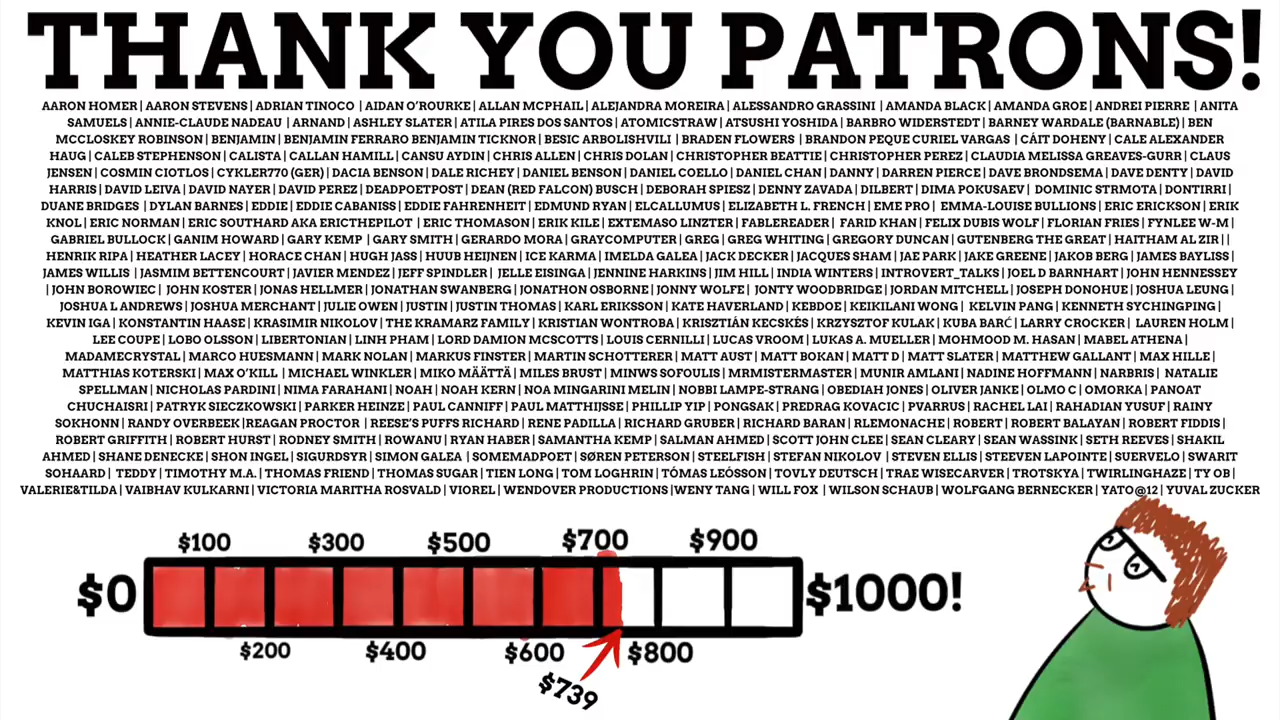 THANK YOU PATRONS!
AARON HOMER | AARON STEVENS | ADRIAN TINOCO | AIDAN O'ROURKE | ALLAN MCPHAIL | ALEJANDRA MOREIRA | ALESSANDRO GRASSINI | AMANDA BLACK | AMANDA GROE | ANDREI PIERRE | ANITA
SAMUELS | ANNIE-CLAUDE NADEAU | ARNAND | ASHLEY SLATER | ATILA PIRES DOS SANTOS | ATOMICSTRAW | ATSUSHI YOSHIDA | BARBRO WIDERSTEDT | BARNEY WARDALE (BARNABLE) | BEN
MCCLOSKEY ROBINSON | BENJAMIN | BENJAMIN FERRARO BENJAMIN TICKNOR | BESIC ARBOLISHVILI | BRADEN FLOWERS | BRANDON PEQUE CURIEL VARGAS | CÁIT DOHENY | CALE ALEXANDER
HAUG | CALEB STEPHENSON | CALISTA | CALLAN HAMILL | CANSU AYDIN | CHRIS ALLEN | CHRIS DOLAN | CHRISTOPHER BEATTIE | CHRISTOPHER PEREZ | CLAUDIA MELISSA GREAVES-GURR | CLAUS
JENSEN | COSMIN CIOTLOS | CYKLER770 (GER) | DACIA BENSON | DALE RICHEY | DANIEL BENSON | DANIEL COELLO | DANIEL CHAN | DANNY | DARREN PIERCE | DAVE BRONDSEMA | DAVE DENTY | DAVID
HARRIS | DAVID LEIVA | DAVID NAYER | DAVID PEREZ | DEADPOETPOST | DEAN (RED FALCON) BUSCH | DEBORAH SPIESZ | DENNY ZAVADA | DILBERT | DIMA POKUSAEV | DOMINIC STRMOTA | DONTIRRI |
DUANE BRIDGES | DYLAN BARNES | EDDIE | EDDIE CABANISS | EDDIE FAHRENHEIT | EDMUND RYAN | ELCALLUMUS | ELIZABETH L. FRENCH | EME PRO | EMMA-LOUISE BULLIONS | ERIC ERICKSON | ERIK
KNOL | ERIC NORMAN | ERIC SOUTHARD AKA ERICTHEPILOT | ERIC THOMASON | ERIK KILE | EXTEMASO LINZTER | FABLEREADER | FARID KHAN | FELIX DUBIS WOLF | FLORIAN FRIES | FYNLEE W-M |
GABRIEL BULLOCK | GANIM HOWARD | GARY KEMP | GARY SMITH | GERARDO MORA | GRAYCOMPUTER | GREG | GREG WHITING | GREGORY DUNCAN | GUTENBERG THE GREAT | HAITHAM AL ZIR | |
HENRIK RIPA | HEATHER LACEY | HORACE CHAN | HUGH JASS | HUUB HEIJNEN | ICE KARMA | IMELDA GALEA | JACK DECKER | JACQUES SHAM | JAE PARK | JAKE GREENE | JAKOB BERG | JAMES BAYLISS |
JAMES WILLIS | JASMIM BETTENCOURT | JAVIER MENDEZ | JEFF SPINDLER | JELLE EISINGA | JENNINE HARKINS | JIM HILL | INDIA WINTERS | INTROVERT_TALKS | JOEL D BARNHART | JOHN HENNESSEY
| JOHN BOROWIEC | JOHN KOSTER | JONAS HELLMER | JONATHAN SWANBERG | JONATHON OSBORNE | JONNY WOLFE | JONTY WOODBRIDGE | JORDAN MITCHELL | JOSEPH DONOHUE | JOSHUA LEUNG |
JOSHUA L ANDREWS | JOSHUA MERCHANT | JULIE OWEN | JUSTIN | JUSTIN THOMAS | KARL ERIKSSON | KATE HAVERLAND | KEBDOE | KEIKILANI WONG | KELVIN PANG | KENNETH SYCHINGPING |
KEVIN IGA | KONSTANTIN HAASE | KRASIMIR NIKOLOV | THE KRAMARZ FAMILY | KRISTIAN WONTROBA | KRISZTIÁN KECSKÉS | KRZYSZTOF KULAK | KUBA BARĆ | LARRY CROCKER | LAUREN HOLM |
LEE COUPE | LOBO OLSSON | LIBERTONIAN | LINH PHAM | LORD DAMION MCSCOTTS | LOUIS CERNILLI | LUCAS VROOM | LUKAS A. MUELLER | MOHMOOD M. HASAN | MABEL ATHENA |
MADAMECRYSTAL | MARCO HUESMANN | MARK NOLAN | MARKUS FINSTER | MARTIN SCHOTTERER | MATT AUST | MATT BOKAN | MATT D | MATT SLATER | MATTHEW GALLANT | MAX HILLE |
MATTHIAS KOTERSKI | MAX O'KILL | MICHAEL WINKLER | MIKO MÄÄTTÄ | MILES BRUST | MINWS SOFOULIS | MRMISTERMASTER | MUNIR AMLANI | NADINE HOFFMANN | NARBRIS | NATALIE
SPELLMAN | NICHOLAS PARDINI | NIMA FARAHANI | NOAH | NOAH KERN | NOA MINGARINI MELIN | NOBBI LAMPE-STRANG | OBEDIAH JONES | OLIVER JANKE | OLMO C | OMORKA | PANOAT
CHUCHAISRI | PATRYK SIECZKOWSKI | PARKER HEINZE | PAUL CANNIFF | PAUL MATTHIJSSE | PHILLIP YIP | PONGSAK | PREDRAG KOVACIC | PVARRUS | RACHEL LAI | RAHADIAN YUSUF | RAINY
SOKHONN | RANDY OVERBEEK |REAGAN PROCTOR | REESE'S PUFFS RICHARD | RENE PADILLA | RICHARD GRUBER | RICHARD BARAN | RLEMONACHE | ROBERT | ROBERT BALAYAN | ROBERT FIDDIS |
ROBERT GRIFFITH | ROBERT HURST | RODNEY SMITH | ROWANU | RYAN HABER | SAMANTHA KEMP | SALMAN AHMED | SCOTT JOHN CLEE | SEAN CLEARY | SEAN WASSINK | SETH REEVES | SHAKIL
AHMED | SHANE DENECKE | SHON INGEL | SIGURDSYR | SIMON GALEA | SOMEMADPOET | SØREN PETERSON | STEELFISH | STEFAN NIKOLOV | STEVEN ELLIS | STEEVEN LAPOINTE | SUERVELO | SWARIT
SOHAARD | TEDDY | TIMOTHY M.A. | THOMAS FRIEND | THOMAS SUGAR | TIEN LONG | TOM LOGHRIN | TÓMAS LEÓSSON | TOVLY DEUTSCH | TRAE WISECARVER | TROTSKYA | TWIRLINGHAZE | TY OB |
VALERIE&TILDA | VAIBHAV KULKARNI | VICTORIA MARITHA ROSVALD | VIOREL | WENDOVER PRODUCTIONS |WENY TANG | WILL FOX | WILSON SCHAUB | WOLFGANG BERNECKER | YATO@12 | YUVAL ZUCKER
$100 $300 $500 $700 $900
$0 $1000!
$200 $400 $600 $800
$739